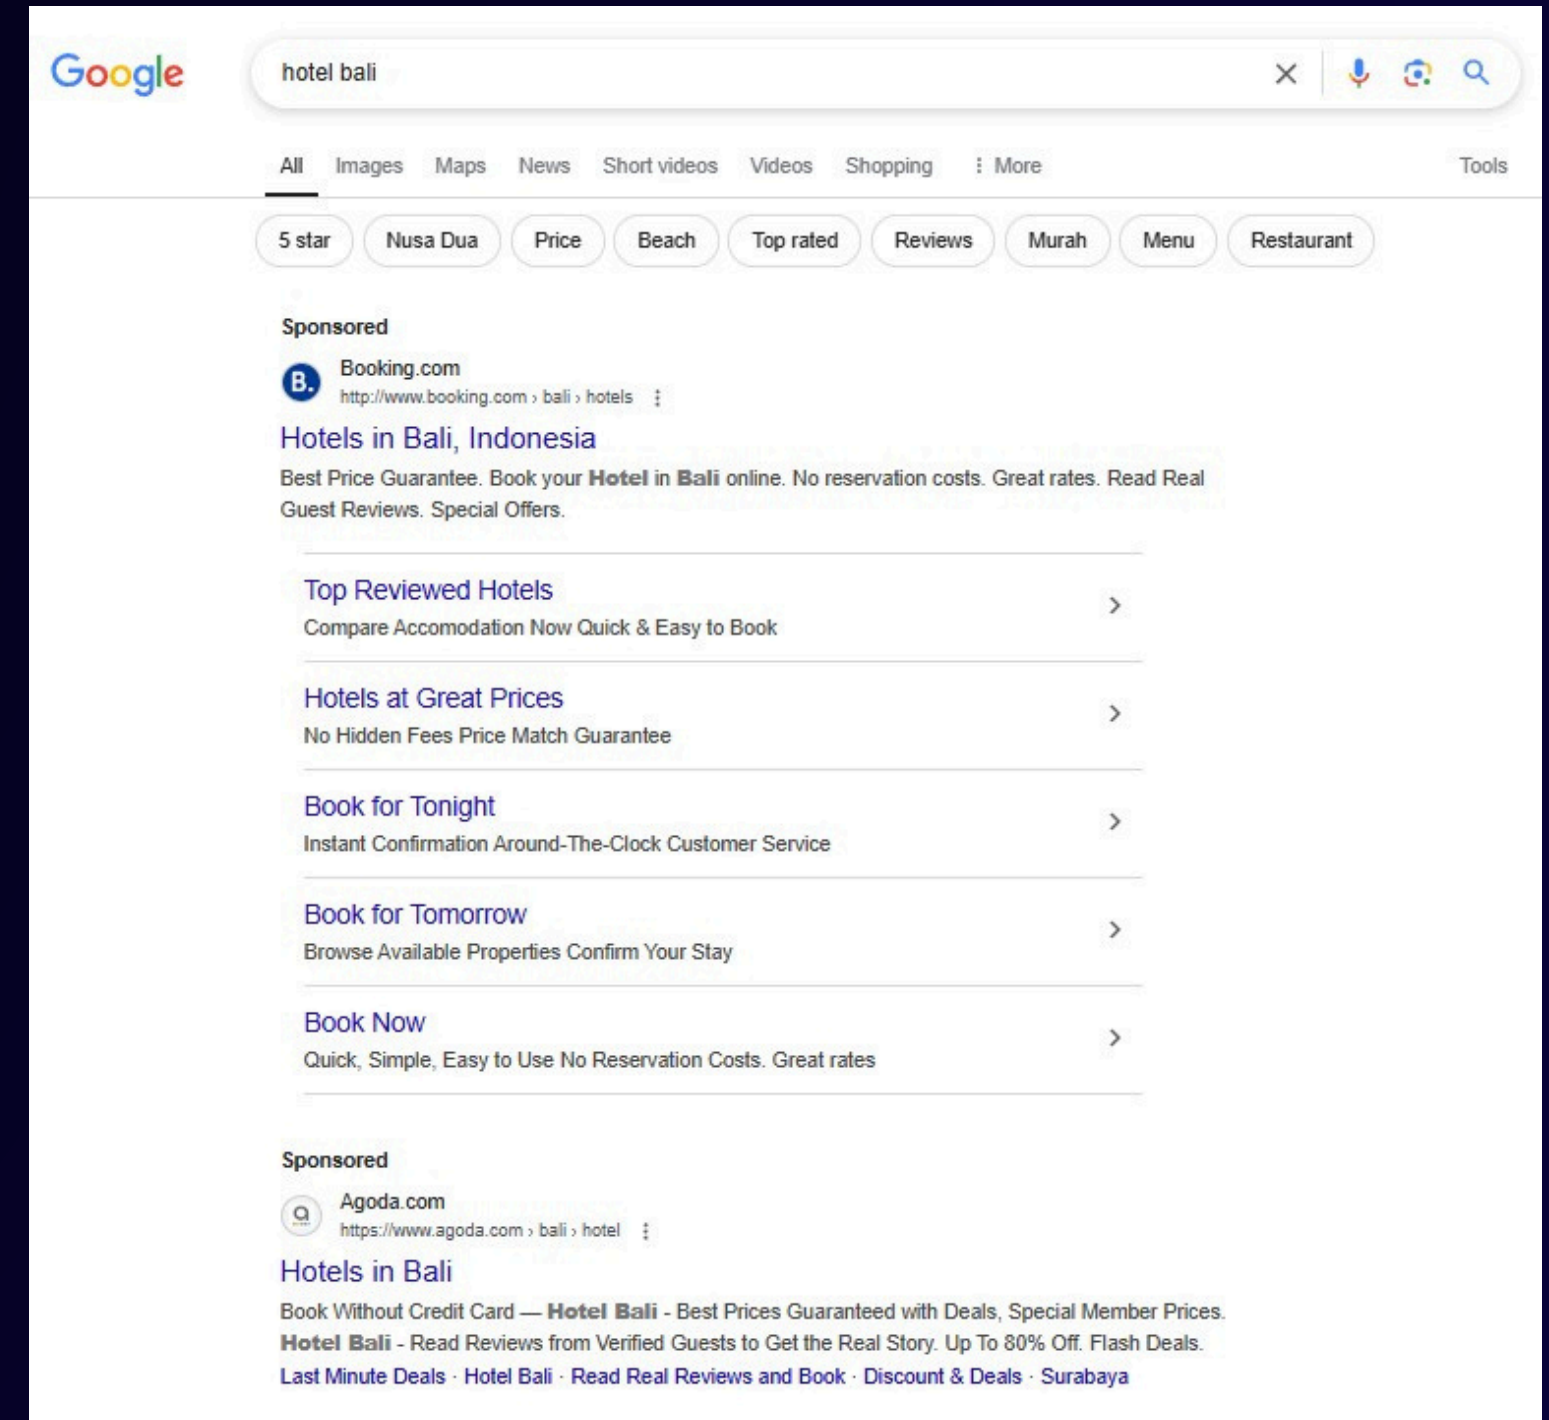 Google
hotel bali
All Images Maps News Short videos Videos Shopping More Tools
5 star Nusa Dua Price Beach Top rated Reviews Murah Menu Restaurant
Sponsored
B.
Booking.com
http://www.booking.com › bali › hotels
Hotels in Bali, Indonesia
Best Price Guarantee. Book your Hotel in Bali online. No reservation costs. Great rates. Read Real
Guest Reviews. Special Offers.
Top Reviewed Hotels
Compare Accomodation Now Quick & Easy to Book
Hotels at Great Prices
No Hidden Fees Price Match Guarantee
Book for Tonight
Instant Confirmation Around-The-Clock Customer Service
Book for Tomorrow
Browse Available Properties Confirm Your Stay
Book Now
Quick, Simple, Easy to Use No Reservation Costs. Great rates
Sponsored
Agoda.com
https://www.agoda.com › bali › hotel
Hotels in Bali
Book Without Credit Card — Hotel Bali - Best Prices Guaranteed with Deals, Special Member Prices.
Hotel Bali - Read Reviews from Verified Guests to Get the Real Story. Up To 80% Off. Flash Deals.
Last Minute Deals · Hotel Bali · Read Real Reviews and Book · Discount & Deals · Surabaya